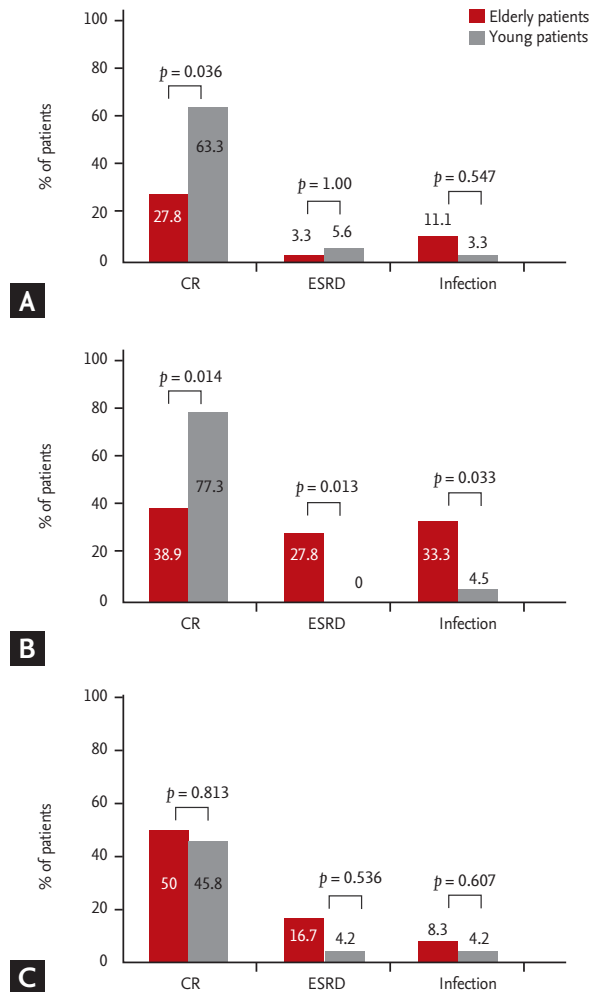 Elderly patients
Young patients
% of patients
100
80
60
40
20
0
p = 0.036
27.8
63.3
p = 1.00
3.3
5.6
p = 0.547
11.1
3.3
CR
ESRD
Infection
A
% of patients
100
80
60
40
20
0
p = 0.014
38.9
77.3
p = 0.013
27.8
0
p = 0.033
33.3
4.5
CR
ESRD
Infection
B
% of patients
100
80
60
40
20
0
p = 0.813
50
45.8
p = 0.536
16.7
4.2
p = 0.607
8.3
4.2
CR
ESRD
Infection
C